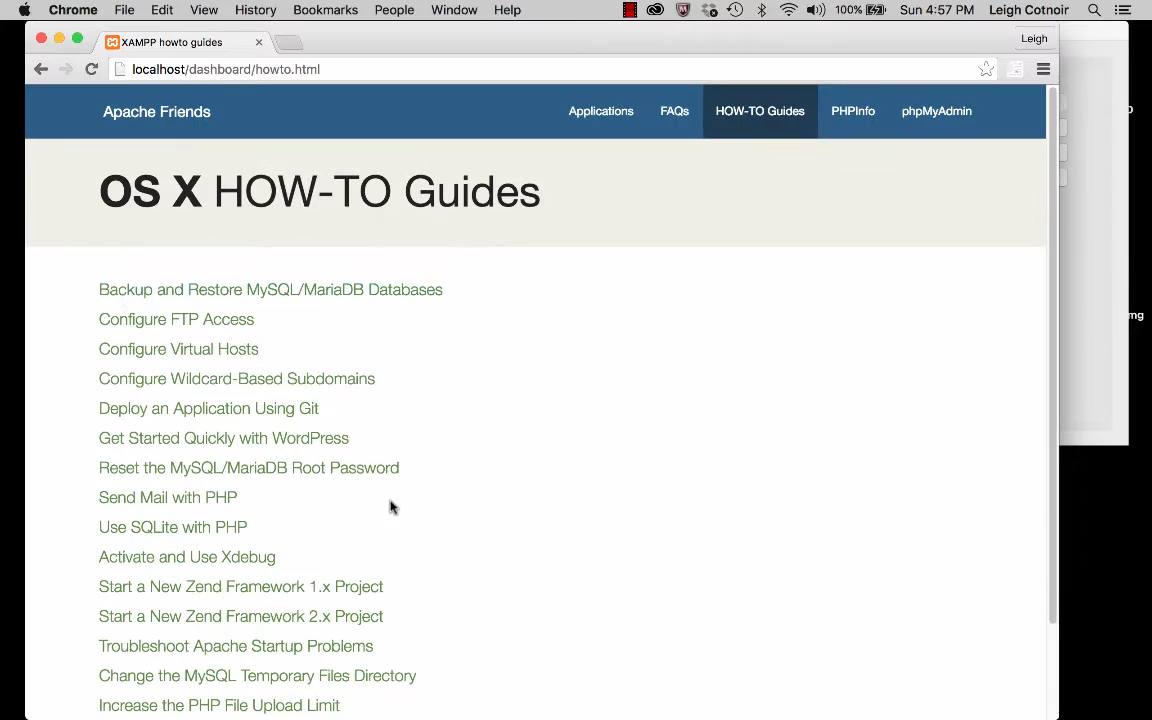 Chrome File Edit View History Bookmarks People Window Help 100% Sun 4:57 PM Leigh Cotnoir
XAMPP howto guides Leigh
localhost/dashboard/howto.html
Apache Friends Applications FAQs HOW-TO Guides PHPInfo phpMyAdmin
OS X HOW-TO Guides
Backup and Restore MySQL/MariaDB Databases
Configure FTP Access
mg
Configure Virtual Hosts
Configure Wildcard-Based Subdomains
Deploy an Application Using Git
Get Started Quickly with WordPress
Reset the MySQL/MariaDB Root Password
Send Mail with PHP
Use SQLite with PHP
Activate and Use Xdebug
Start a New Zend Framework 1.x Project
Start a New Zend Framework 2.x Project
Troubleshoot Apache Startup Problems
Change the MySQL Temporary Files Directory
Increase the PHP File Upload Limit